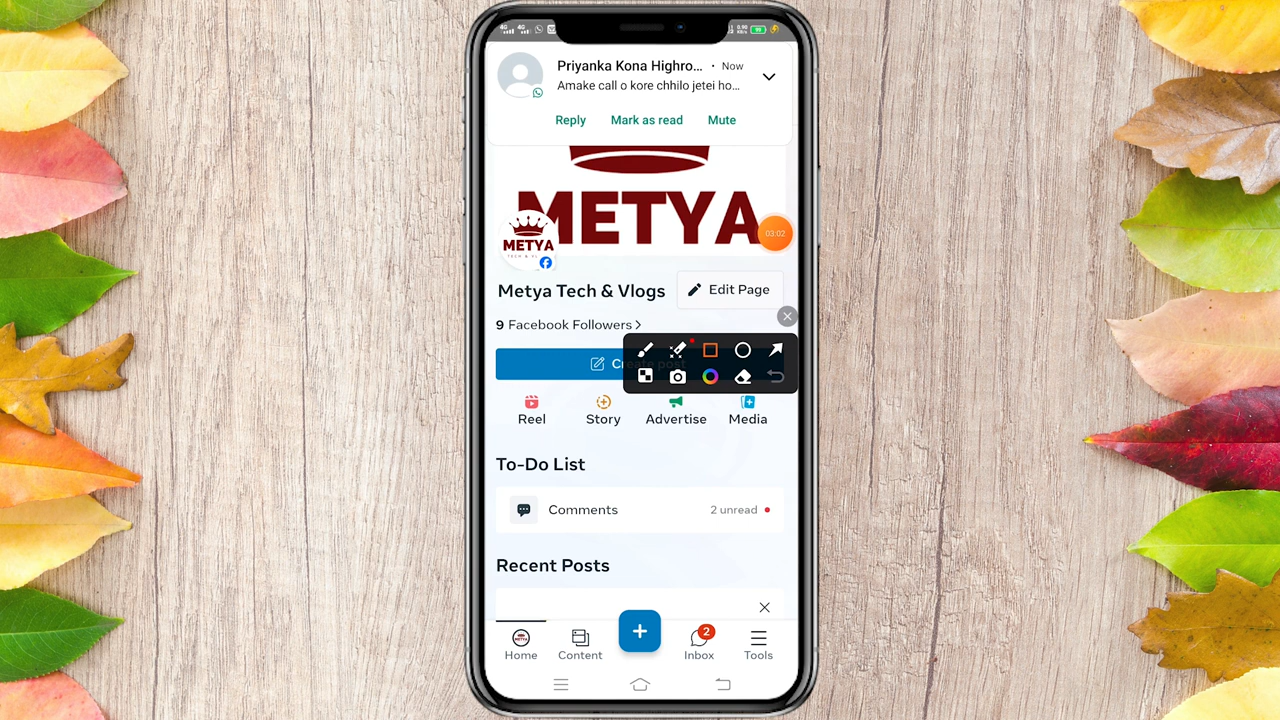 Priyanka Kona Highro... • Now
Amake call o kore chhilo jetei ho...
Reply Mark as read Mute
METYA
METYA
03:02
Metya Tech & Vlogs
Edit Page
9 Facebook Followers >
Reel Story Advertise Media
To-Do List
Comments 2 unread
Recent Posts
2
Home Content Inbox Tools